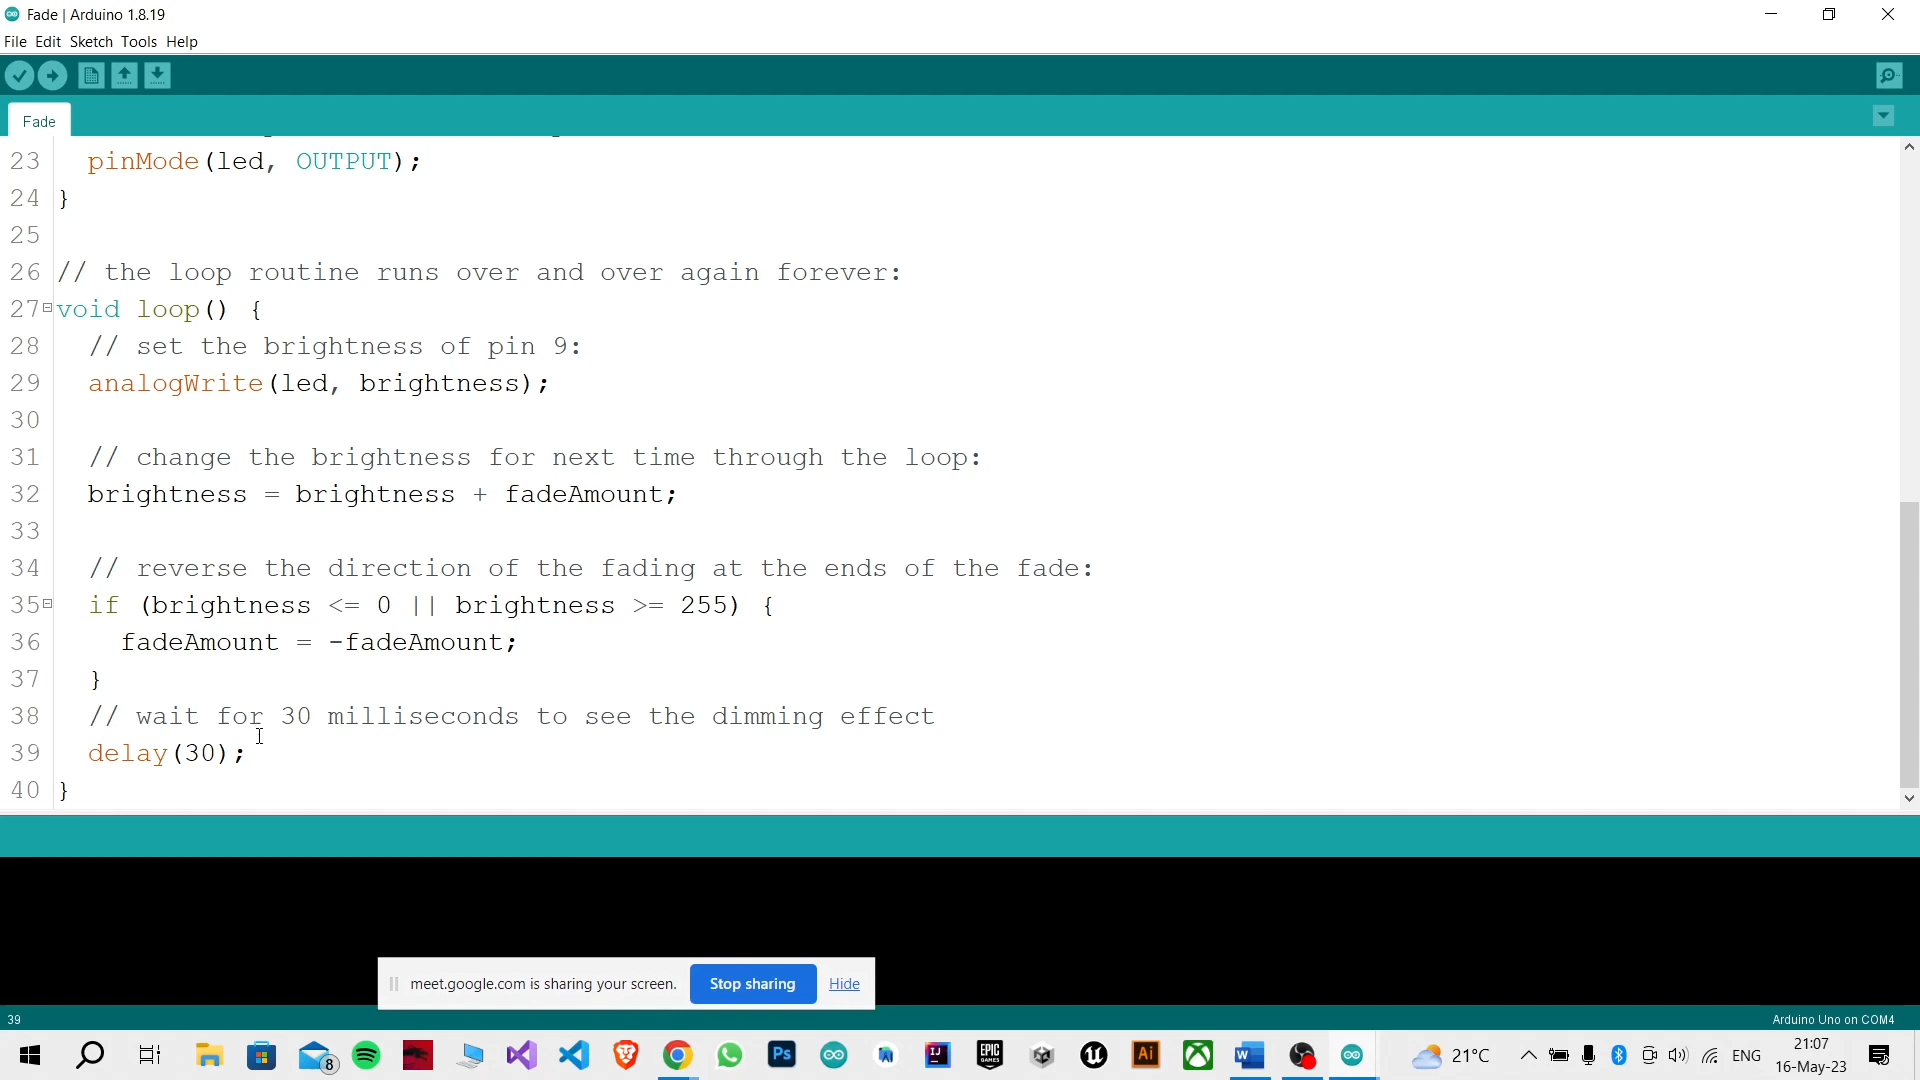 Fade | Arduino 1.8.19
File Edit Sketch Tools Help
Fade
23 pinMode(led, OUTPUT);
24 }
25
26 // the loop routine runs over and over again forever:
27 void loop() {
28 // set the brightness of pin 9:
29 analogWrite(led, brightness);
30
31 // change the brightness for next time through the loop:
32 brightness = brightness + fadeAmount;
33
34 // reverse the direction of the fading at the ends of the fade:
35 if (brightness <= 0 || brightness >= 255) {
36 fadeAmount = -fadeAmount;
37 }
38 // wait for 30 milliseconds to see the dimming effect
39 delay(30);
40 }
meet.google.com is sharing your screen. Stop sharing Hide
39 Arduino Uno on COM4
8 Ps IJ EPIC GAMES Ai W 21°C ENG 21:07
16-May-23